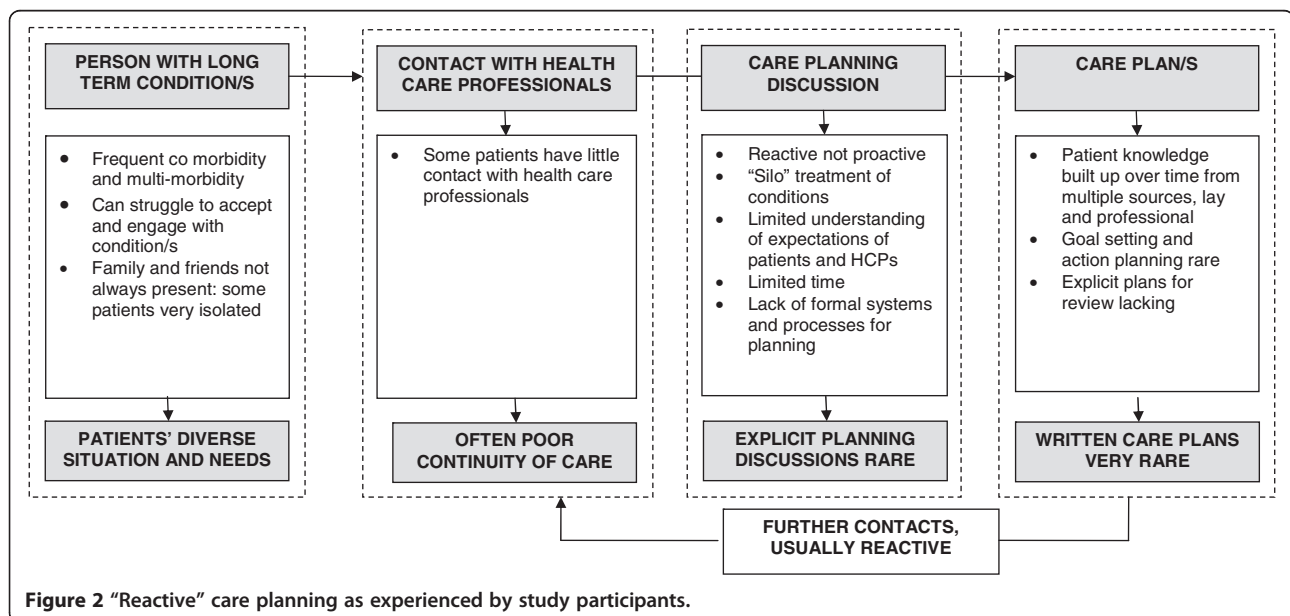 PERSON WITH LONG
TERM CONDITION/S
• Frequent co morbidity
and multi-morbidity
• Can struggle to accept
and engage with
condition/s
• Family and friends not
always present: some
patients very isolated
PATIENTS’ DIVERSE
SITUATION AND NEEDS
CONTACT WITH HEALTH
CARE PROFESSIONALS
• Some patients have little
contact with health care
professionals
OFTEN POOR
CONTINUITY OF CARE
CARE PLANNING
DISCUSSION
• Reactive not proactive
• “Silo” treatment of
conditions
• Limited understanding
of expectations of
patients and HCPs
• Limited time
• Lack of formal systems
and processes for
planning
EXPLICIT PLANNING
DISCUSSIONS RARE
CARE PLAN/S
• Patient knowledge
built up over time from
multiple sources, lay
and professional
• Goal setting and
action planning rare
• Explicit plans for
review lacking
WRITTEN CARE PLANS
VERY RARE
FURTHER CONTACTS,
USUALLY REACTIVE
Figure 2 “Reactive” care planning as experienced by study participants.